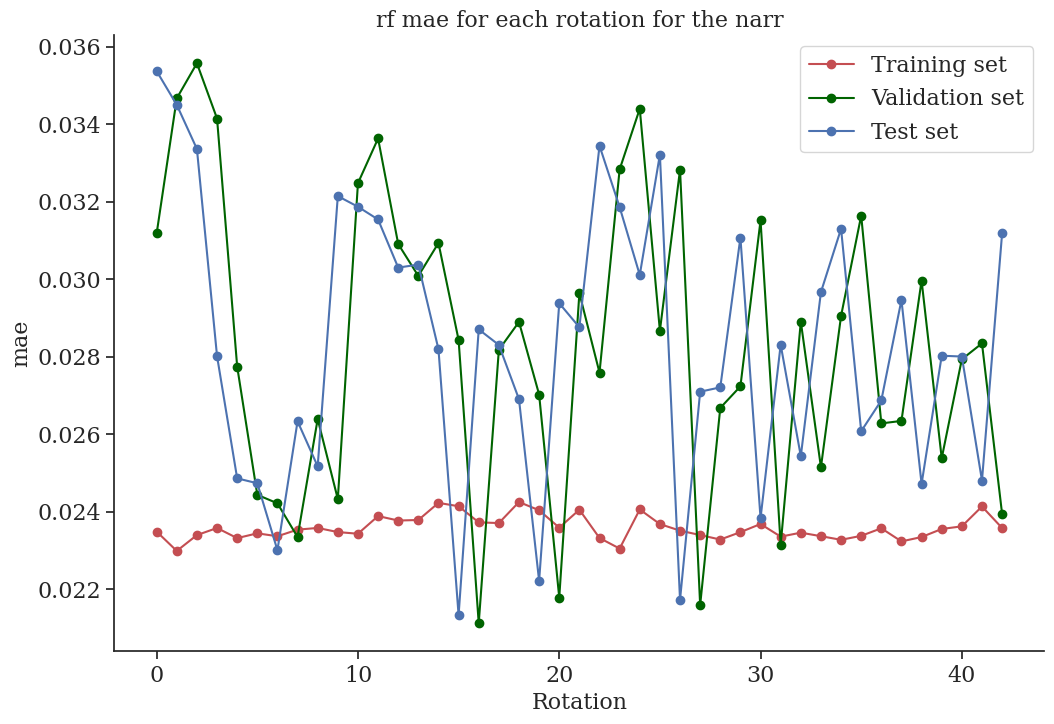 rf mae for each rotation for the narr
0.036
0.034
0.032
0.030
0.028
0.026
0.024
0.022
mae
Training set
Validation set
Test set
0
10
20
30
40
Rotation